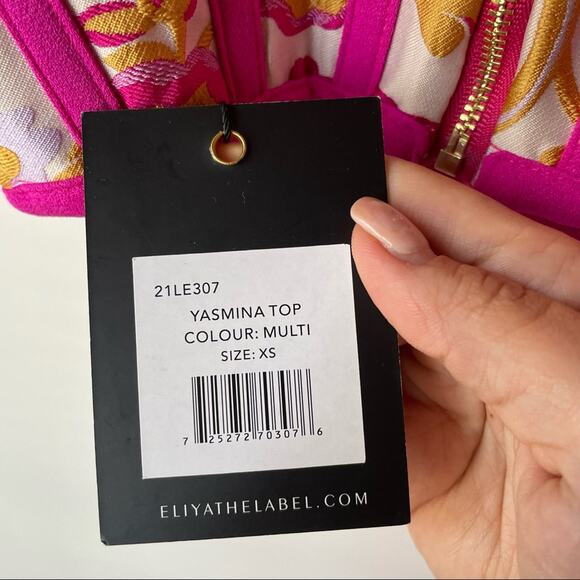 21LE307
YASMINA TOP
COLOUR: MULTI
SIZE: XS
7 25272 70307 6
ELIYATHELABEL.COM